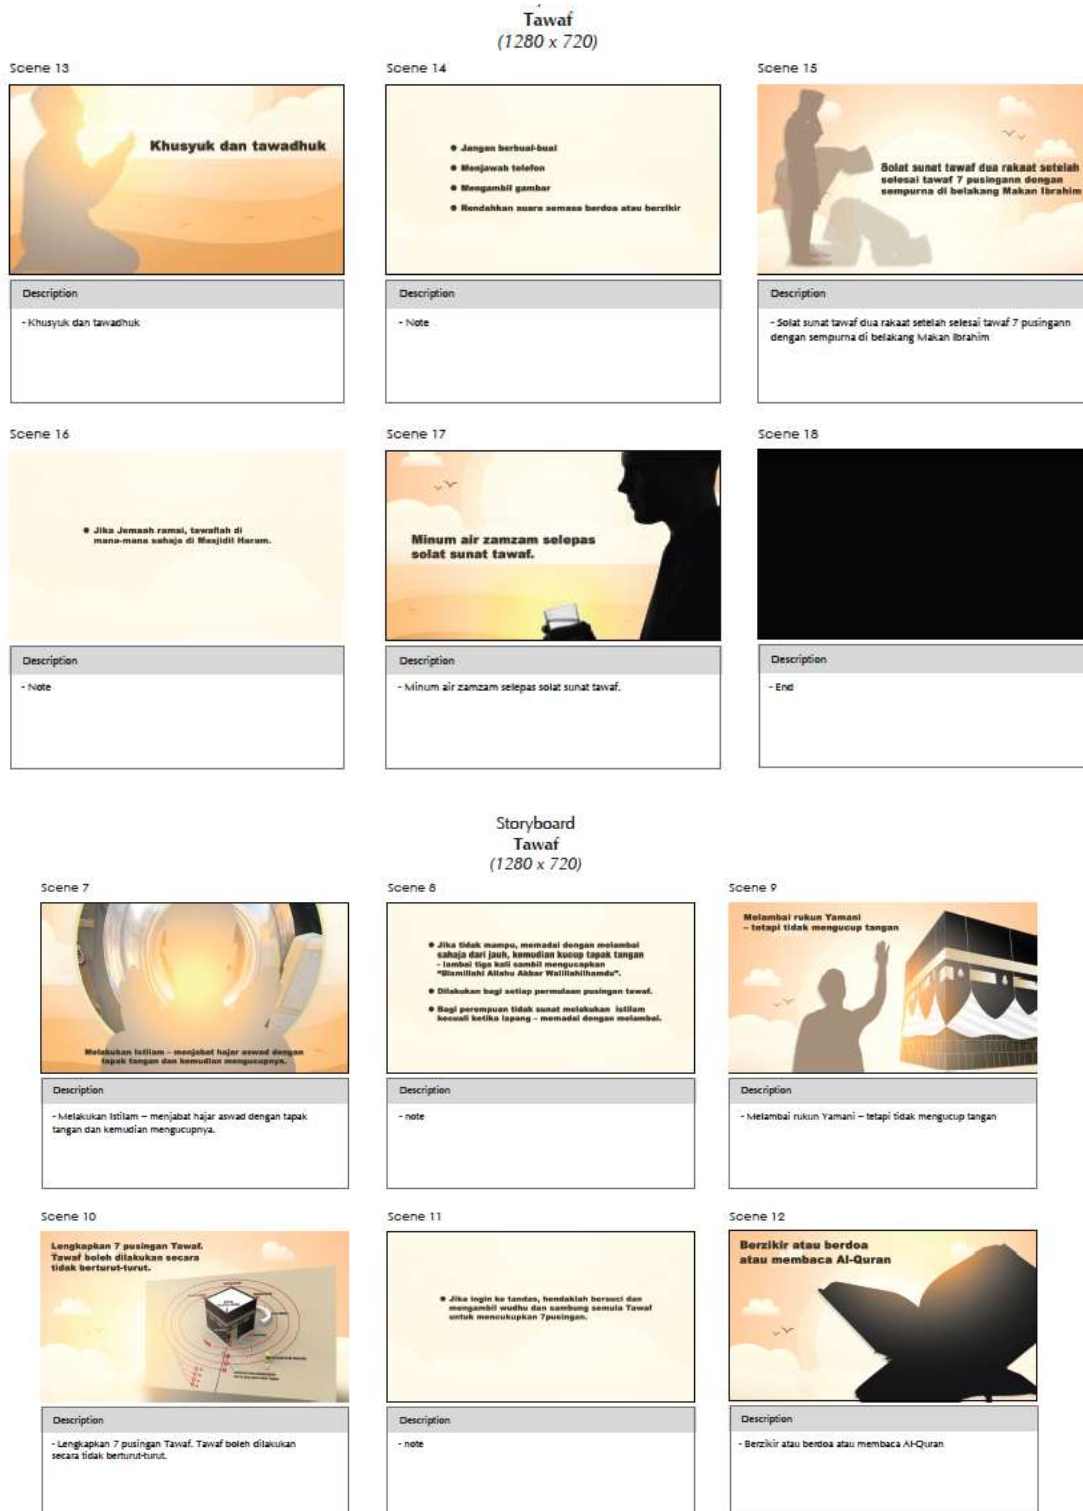 Tawaf
(1280 x 720)
Scene 13
Scene 14
Scene 15
Khusyuk dan tawadhuk
● Jangan berbual-bual
● Menjawab telefon
● Mengambil gambar
● Rendahkan suara semasa berdoa atau berzikir
Solat sunat tawaf dua rakaat setelah
selesai tawaf 7 pusingann dengan
sempurna di belakang Makan Ibrahim
Description
Description
Description
- Khusyuk dan tawadhuk
- Note
- Solat sunat tawaf dua rakaat setelah selesai tawaf 7 pusingann
dengan sempurna di belakang Makan Ibrahim
Scene 16
Scene 17
Scene 18
● Jika Jemaah ramai, tawaflah di
mana-mana sahaja di Masjidil Haram.
Minum air zamzam selepas
solat sunat tawaf.
Description
Description
Description
- Note
- Minum air zamzam selepas solat sunat tawaf.
- End
Storyboard
Tawaf
(1280 x 720)
Scene 7
Scene 8
Scene 9
Melakukan Istilam – menjabat hajar aswad dengan
tapak tangan dan kemudian mengucupnya.
● Jika tidak mampu, memadai dengan melambai
sahaja dari jauh, kemudian kucup tapak tangan
- lambai tiga kali sambil mengucapkan
“Bismillahi Allahu Akbar Walillahilhamdu”.
● Dilakukan bagi setiap permulaan pusingan tawaf.
● Bagi perempuan tidak sunat melakukan istilam
kecuali ketika lapang – memadai dengan melambai.
Melambai rukun Yamani
– tetapi tidak mengucup tangan
Description
Description
Description
- Melakukan Istilam – menjabat hajar aswad dengan tapak
tangan dan kemudian mengucupnya.
- note
- Melambai rukun Yamani – tetapi tidak mengucup tangan
Scene 10
Scene 11
Scene 12
Lengkapkan 7 pusingan Tawaf.
Tawaf boleh dilakukan secara
tidak berturut-turut.
● Jika ingin ke tandas, hendaklah bersuci dan
mengambil wudhu dan sambung semula Tawaf
untuk mencukupkan 7pusingan.
Berzikir atau berdoa
atau membaca Al-Quran
Description
Description
Description
- Lengkapkan 7 pusingan Tawaf. Tawaf boleh dilakukan
secara tidak berturut-turut.
- note
- Berzikir atau berdoa atau membaca Al-Quran